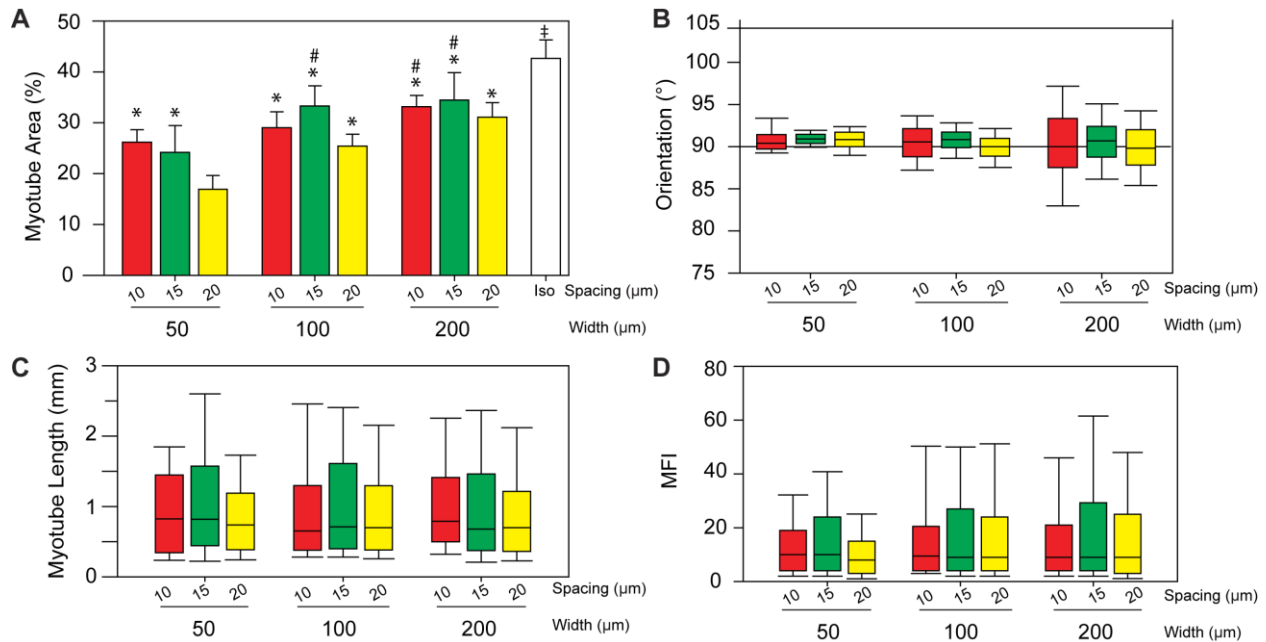 A
Myotube Area (%)
50
40
30
20
10
0
* * * # * * # * # * * ‡
10 15 20 10 15 20 10 15 20 Iso Spacing (µm)
50 100 200 Width (µm)
B
Orientation (°)
105
100
95
90
85
90
75
10 15 20 10 15 20 10 15 20 Spacing (µm)
50 100 200 Width (µm)
C
Myotube Length (mm)
3
2
1
0
10 15 20 10 15 20 10 15 20 Spacing (µm)
50 100 200 Width (µm)
D
MFI
80
60
40
20
0
10 15 20 10 15 20 10 15 20 Spacing (µm)
50 100 200 Width (µm)